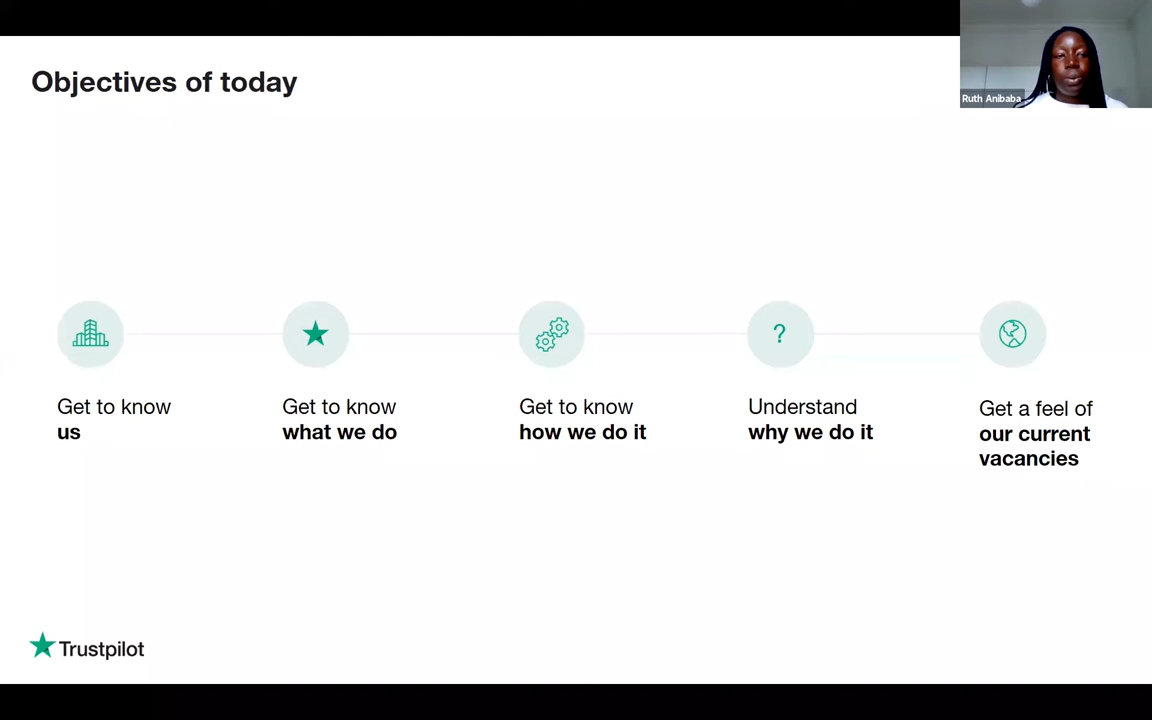 Objectives of today
Ruth Anibaba
Get to know
us
Get to know
what we do
Get to know
how we do it
?
Understand
why we do it
Get a feel of
our current
vacancies
Trustpilot